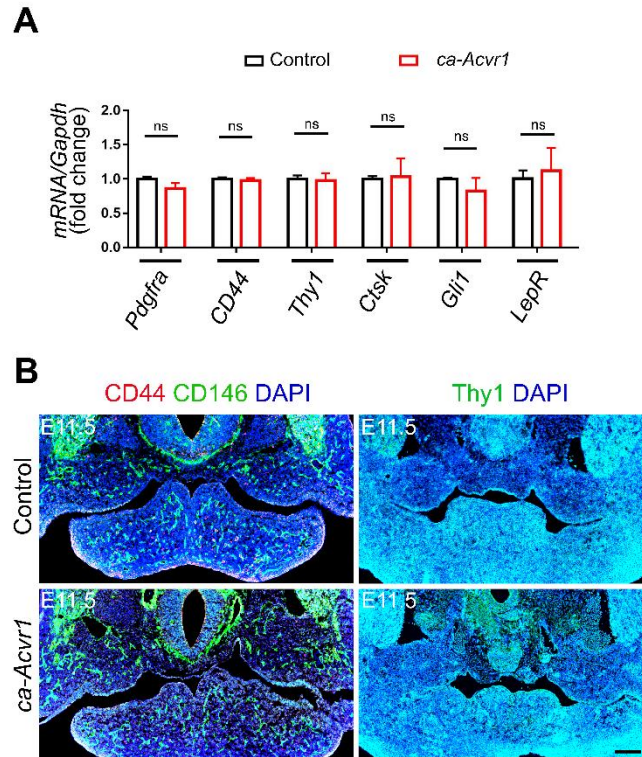 A
Control ca-Acvr1
mRNA/Gapdh
(fold change)
2.0
1.5
1.0
0.5
0.0
ns ns ns ns ns ns
Pdgfra CD44 Thy1 Ctsk Gli1 LepR
B
CD44 CD146 DAPI Thy1 DAPI
Control
E11.5 E11.5
ca-Acvr1
E11.5 E11.5